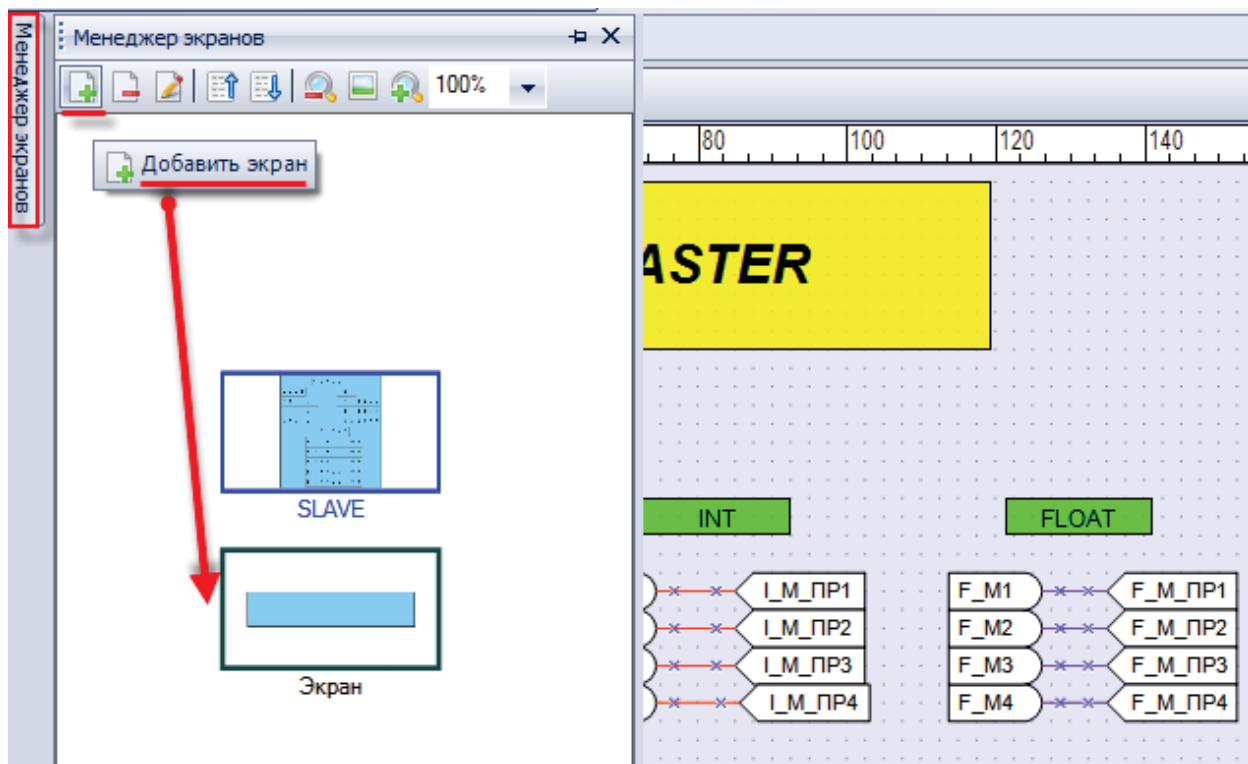 Менеджер экранов
Менеджер экранов
100%
Добавить экран
SLAVE
Экран
80 100 120 140
ASTER
INT FLOAT
I_M_ПР1 F_M1 F_M_ПР1
I_M_ПР2 F_M2 F_M_ПР2
I_M_ПР3 F_M3 F_M_ПР3
I_M_ПР4 F_M4 F_M_ПР4